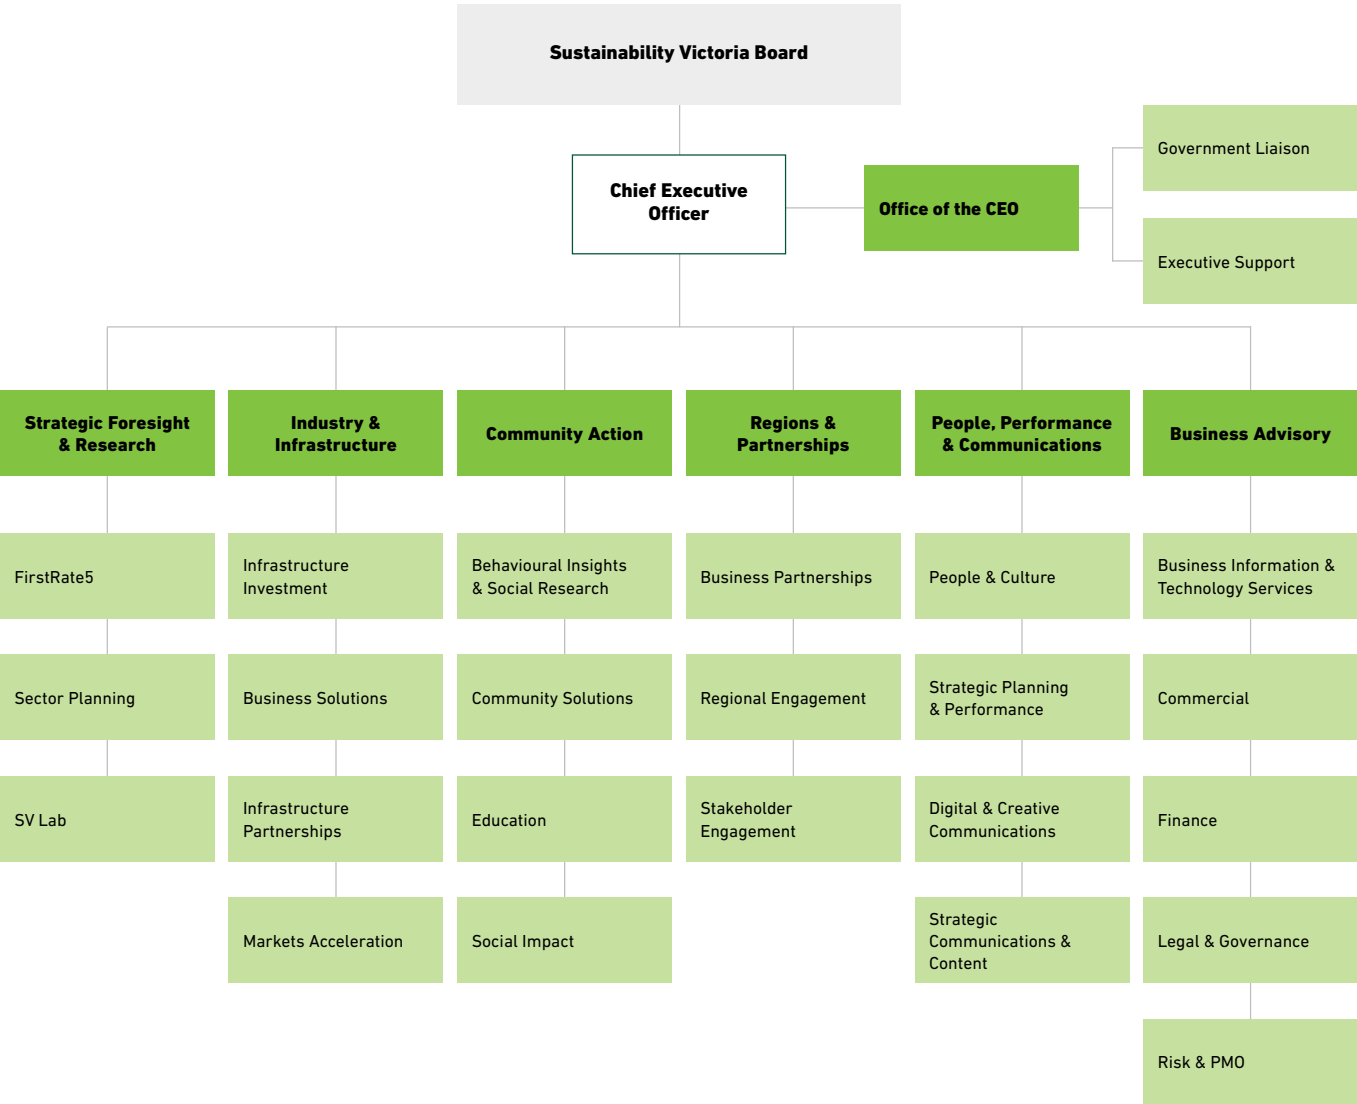 Sustainability Victoria Board
Chief Executive
Officer
Office of the CEO
Government Liaison
Executive Support
Strategic Foresight
& Research
Industry &
Infrastructure
Community Action
Regions &
Partnerships
People, Performance
& Communications
Business Advisory
FirstRate5
Sector Planning
SV Lab
Infrastructure
Investment
Business Solutions
Infrastructure
Partnerships
Markets Acceleration
Behavioural Insights
& Social Research
Community Solutions
Education
Social Impact
Business Partnerships
Regional Engagement
Stakeholder
Engagement
People & Culture
Strategic Planning
& Performance
Digital & Creative
Communications
Strategic
Communications &
Content
Business Information &
Technology Services
Commercial
Finance
Legal & Governance
Risk & PMO